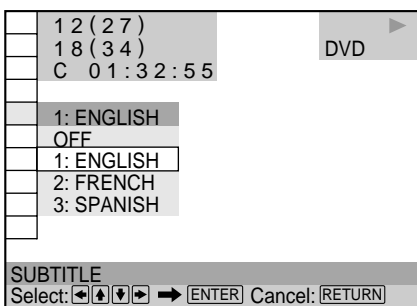 12(27)
18(34) DVD
C 01:32:55
1: ENGLISH
OFF
1: ENGLISH
2: FRENCH
3: SPANISH
SUBTITLE
Select: ENTER Cancel: RETURN